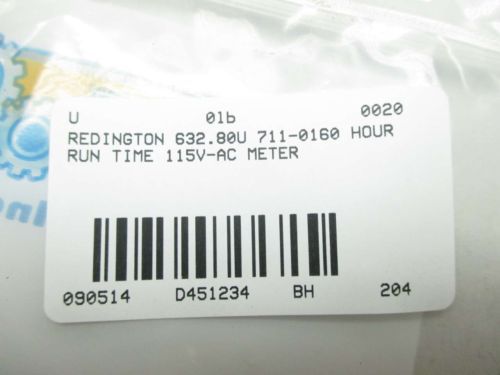 U 01b 0020
REDINGTON 632.80U 711-0160 HOUR
RUN TIME 115V-AC METER
090514 D451234 BH 204